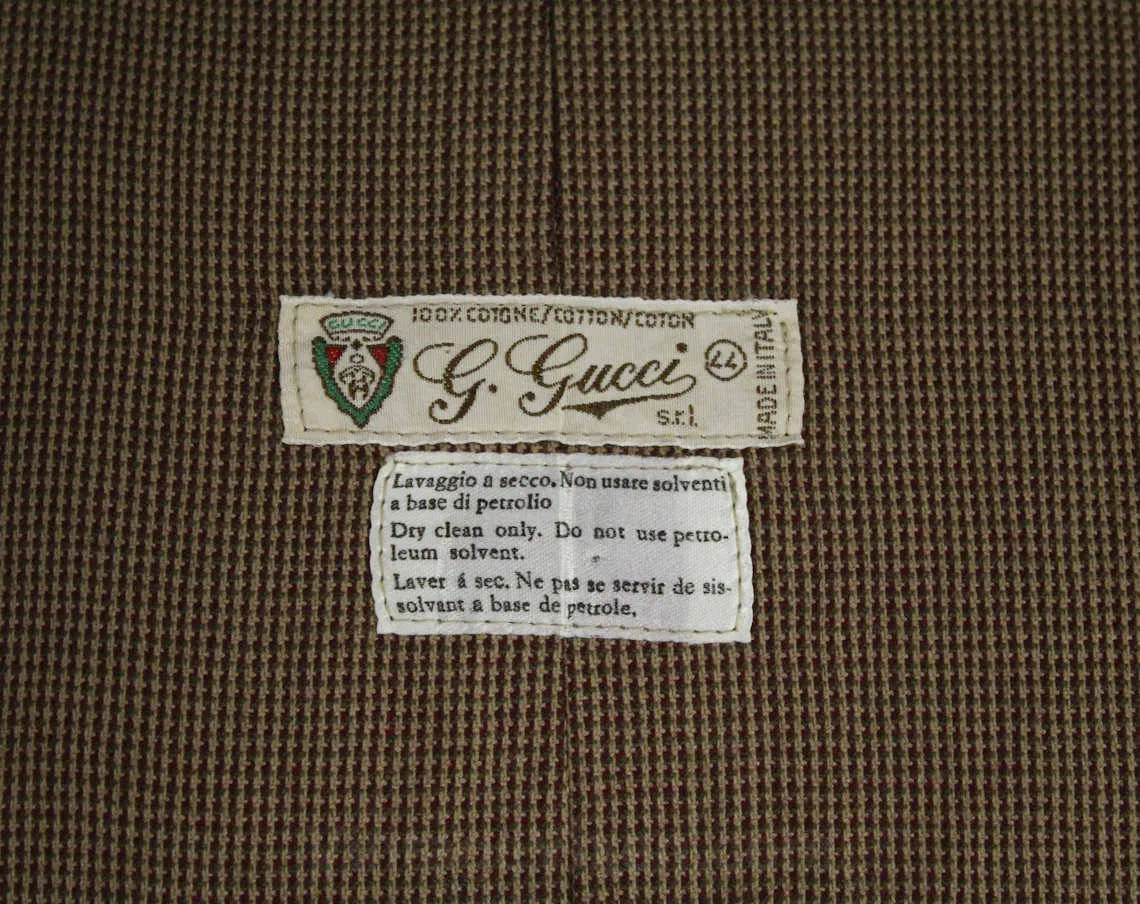 100% COTONE/COTTON/COTON
GUCCI
G. Gucci
44
s.r.l.
MADE IN ITALY
Lavaggio a secco. Non usare solventi
a base di petrolio
Dry clean only. Do not use petro-
leum solvent.
Laver á sec. Ne pas se servir de sis-
solvant a base de petrole.